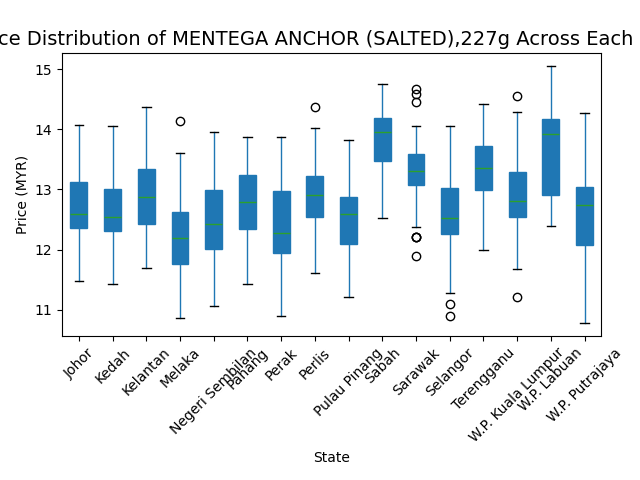 ce Distribution of MENTEGA ANCHOR (SALTED),227g Across Each
Price (MYR)
15
14
13
12
11
Johor
Kedah
Kelantan
Melaka
Negeri Sembilan
Pahang
Perak
Perlis
Pulau Pinang
Sabah
Sarawak
Selangor
Terengganu
W.P. Kuala Lumpur
W.P. Labuan
W.P. Putrajaya
State